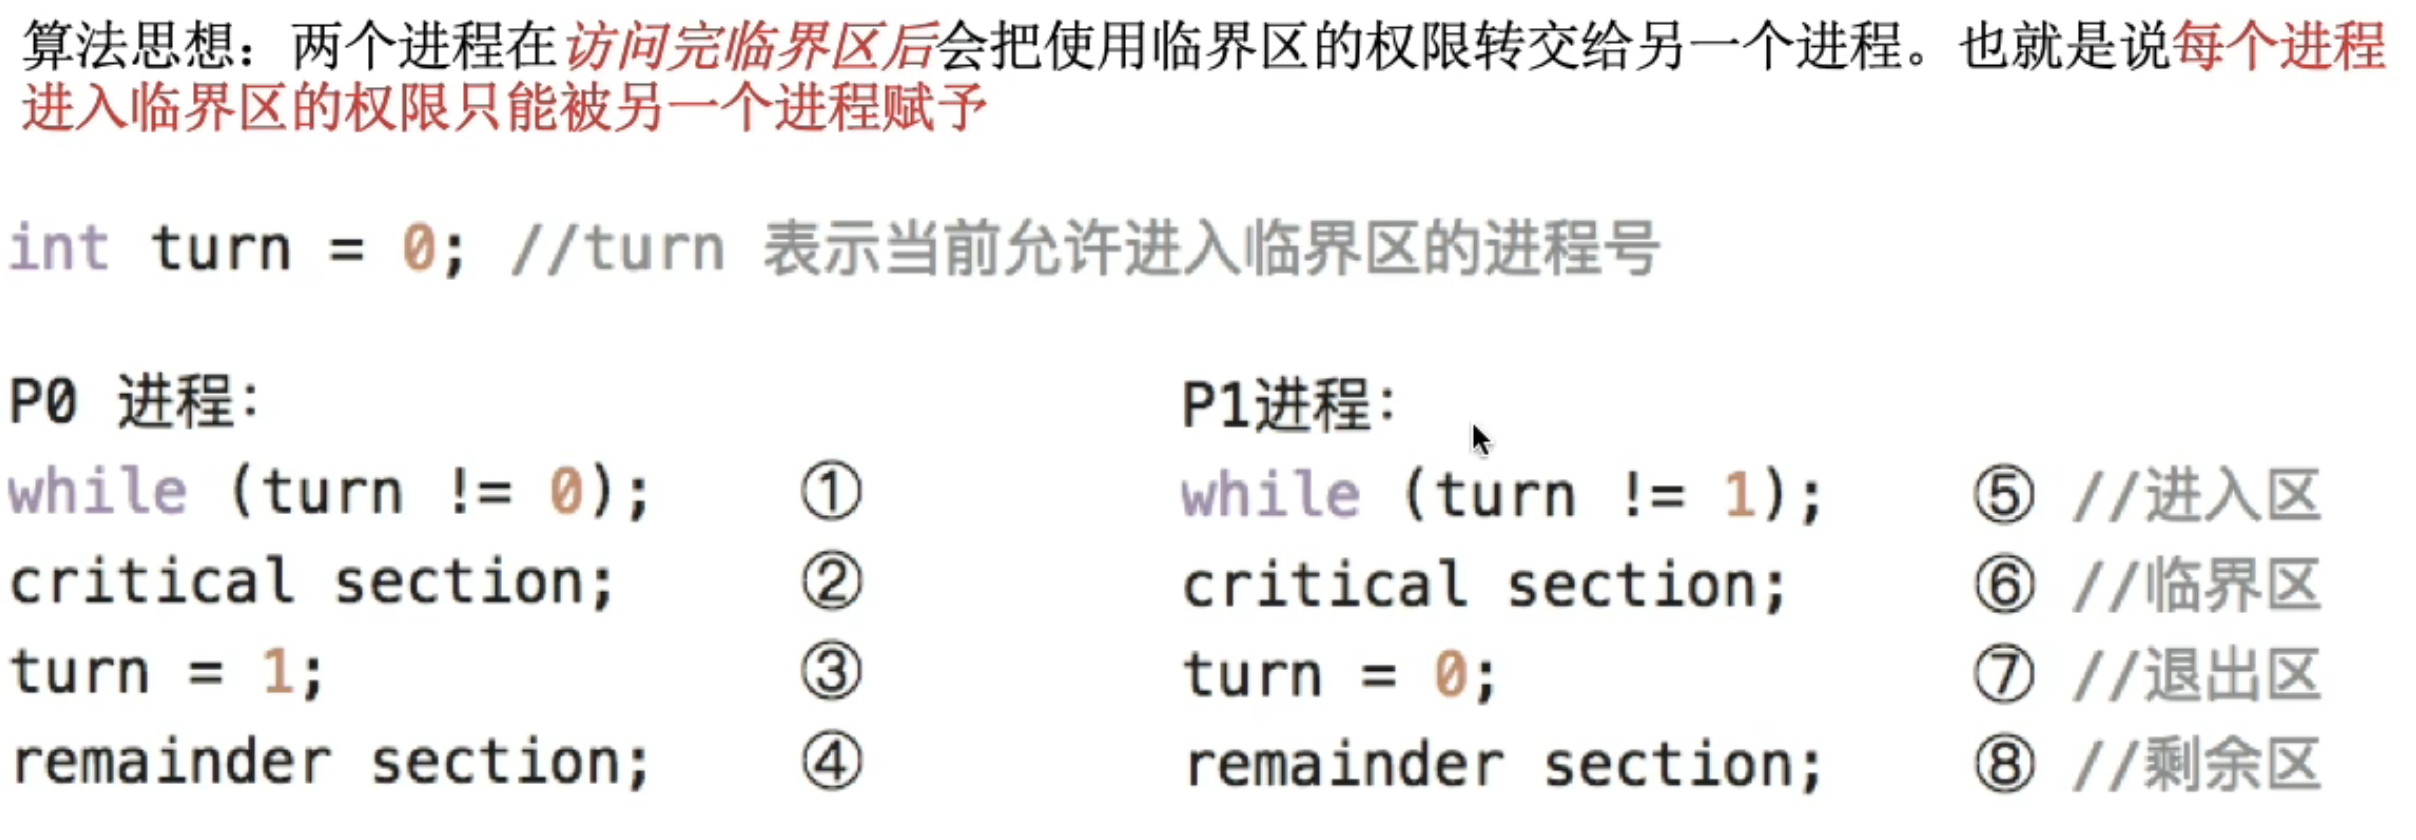 算法思想：两个进程在访问完临界区后会把使用临界区的权限转交给另一个进程。也就是说每个进程
进入临界区的权限只能被另一个进程赋予
int turn = 0; //turn 表示当前允许进入临界区的进程号
P0 进程：
while (turn != 0); ①
critical section; ②
turn = 1; ③
remainder section; ④
P1进程：
while (turn != 1); ⑤ //进入区
critical section; ⑥ //临界区
turn = 0; ⑦ //退出区
remainder section; ⑧ //剩余区